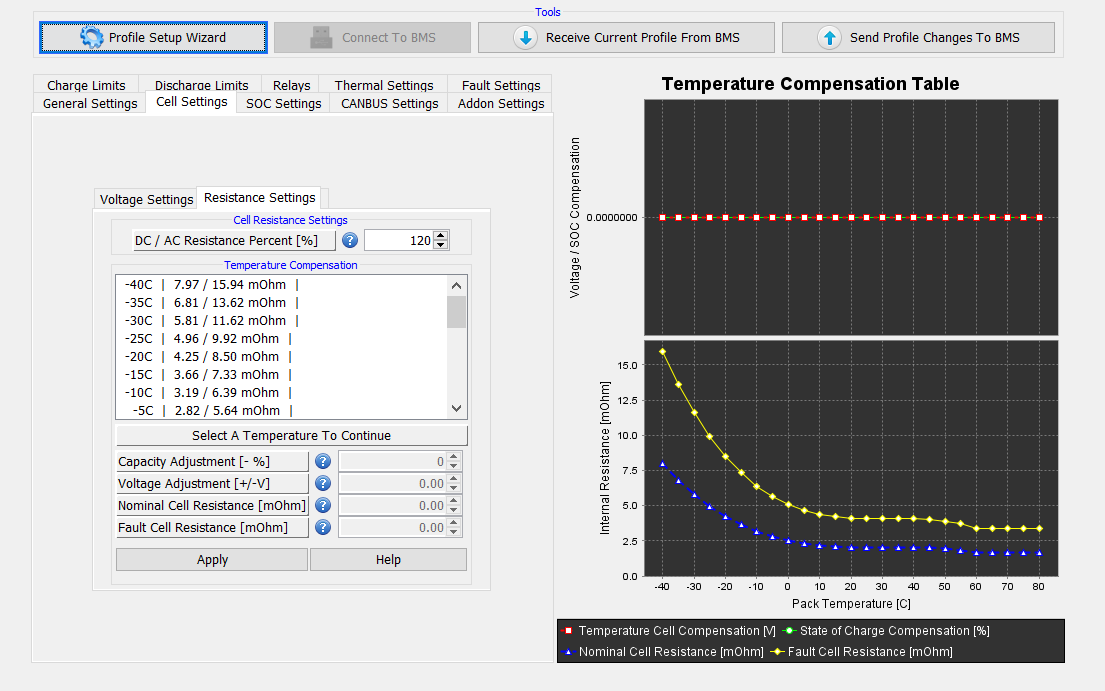 Tools
Profile Setup Wizard
Connect To BMS
Receive Current Profile From BMS
Send Profile Changes To BMS
Charge Limits
Discharge Limits
Relays
Thermal Settings
Fault Settings
General Settings
Cell Settings
SOC Settings
CANBUS Settings
Addon Settings
Voltage Settings
Resistance Settings
Cell Resistance Settings
DC / AC Resistance Percent [%]
?
120
Temperature Compensation
-40C | 7.97 / 15.94 mOhm |
-35C | 6.81 / 13.62 mOhm |
-30C | 5.81 / 11.62 mOhm |
-25C | 4.96 / 9.92 mOhm |
-20C | 4.25 / 8.50 mOhm |
-15C | 3.66 / 7.33 mOhm |
-10C | 3.19 / 6.39 mOhm |
-5C | 2.82 / 5.64 mOhm |
Select A Temperature To Continue
Capacity Adjustment [- %] ? 0
Voltage Adjustment [+/-V] ? 0.00
Nominal Cell Resistance [mOhm] ? 0.00
Fault Cell Resistance [mOhm] ? 0.00
Apply
Help
Temperature Compensation Table
Voltage / SOC Compensation
0.0000000
Internal Resistance [mOhm]
15.0
12.5
10.0
7.5
5.0
2.5
0.0
-40 -30 -20 -10 0 10 20 30 40 50 60 70 80
Pack Temperature [C]
Temperature Cell Compensation [V] State of Charge Compensation [%]
Nominal Cell Resistance [mOhm] Fault Cell Resistance [mOhm]